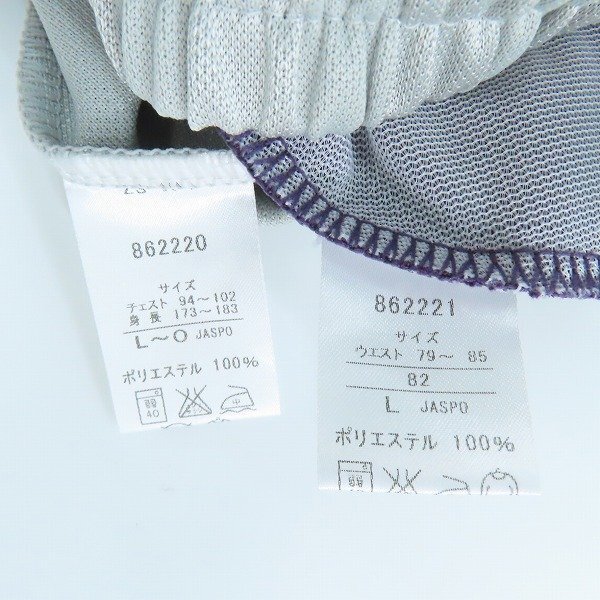 862220
サイズ
チェスト 94～102
身長 173～183
L～O JASPO
ポリエステル 100%
40
862221
サイズ
ウエスト 79～ 85
82
L JASPO
ポリエステル 100%